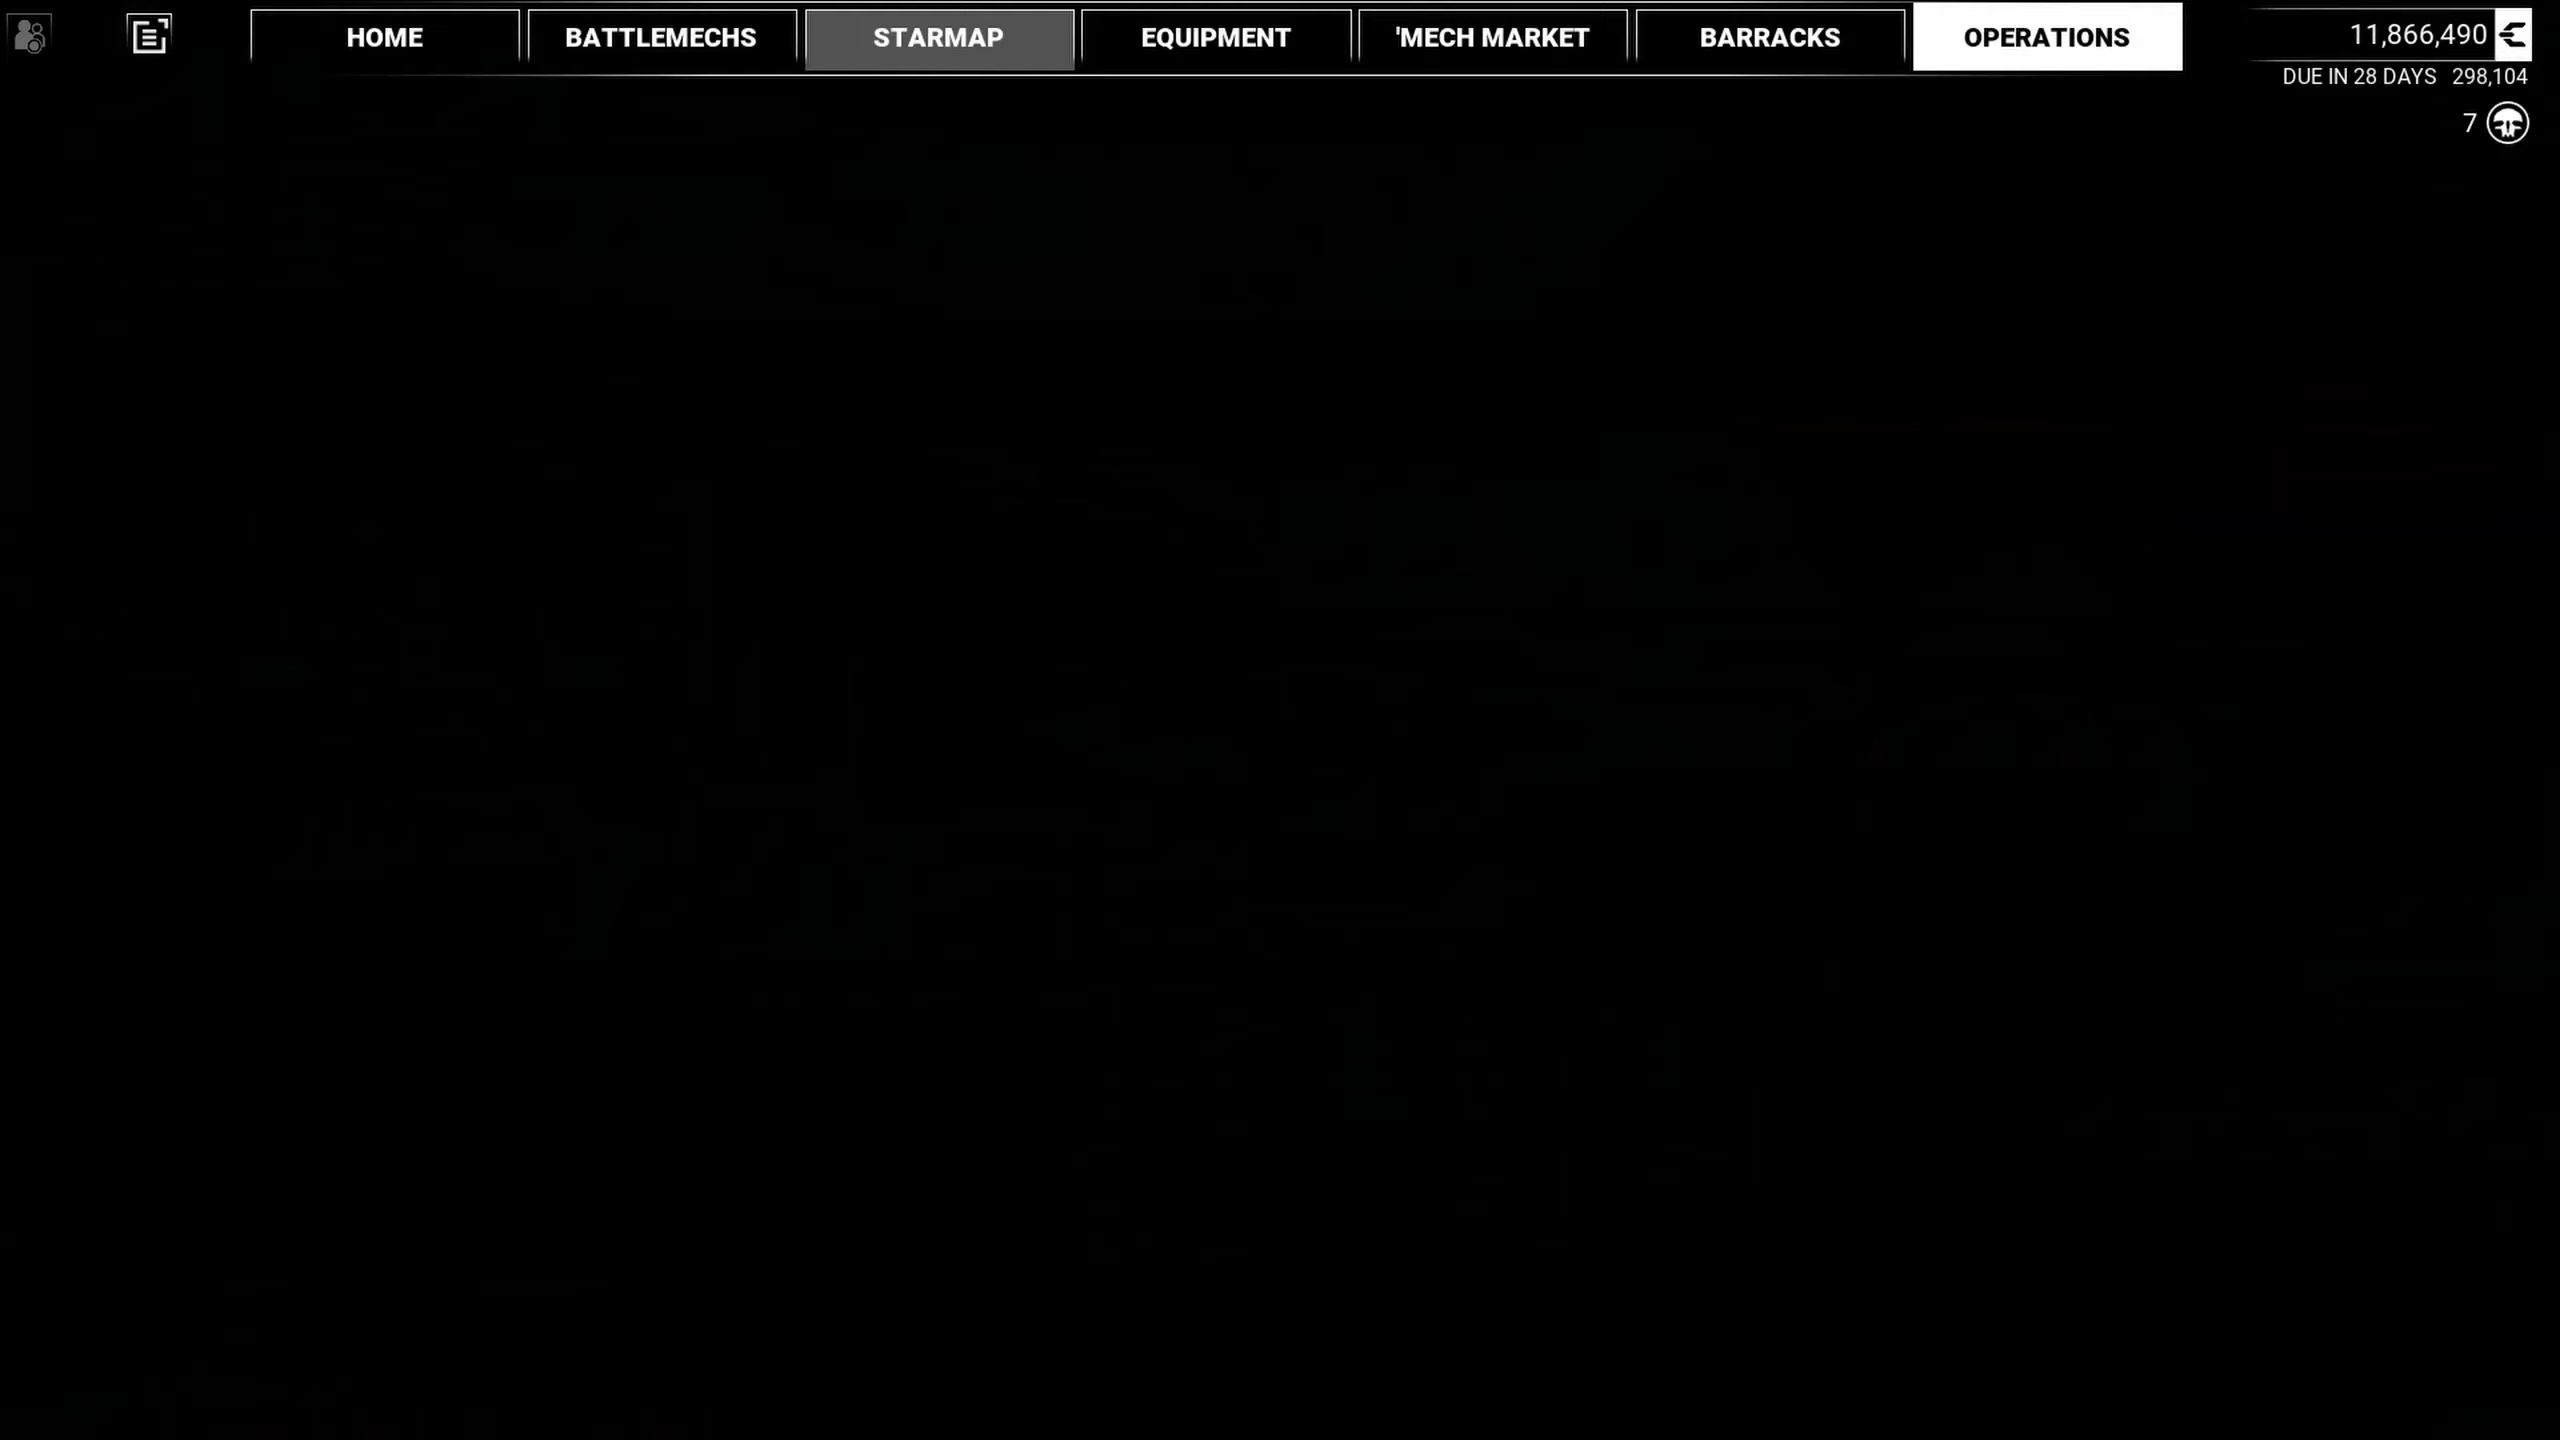 HOME
BATTLEMECHS
STARMAP
EQUIPMENT
'MECH MARKET
BARRACKS
OPERATIONS
11,866,490
DUE IN 28 DAYS 298,104
7